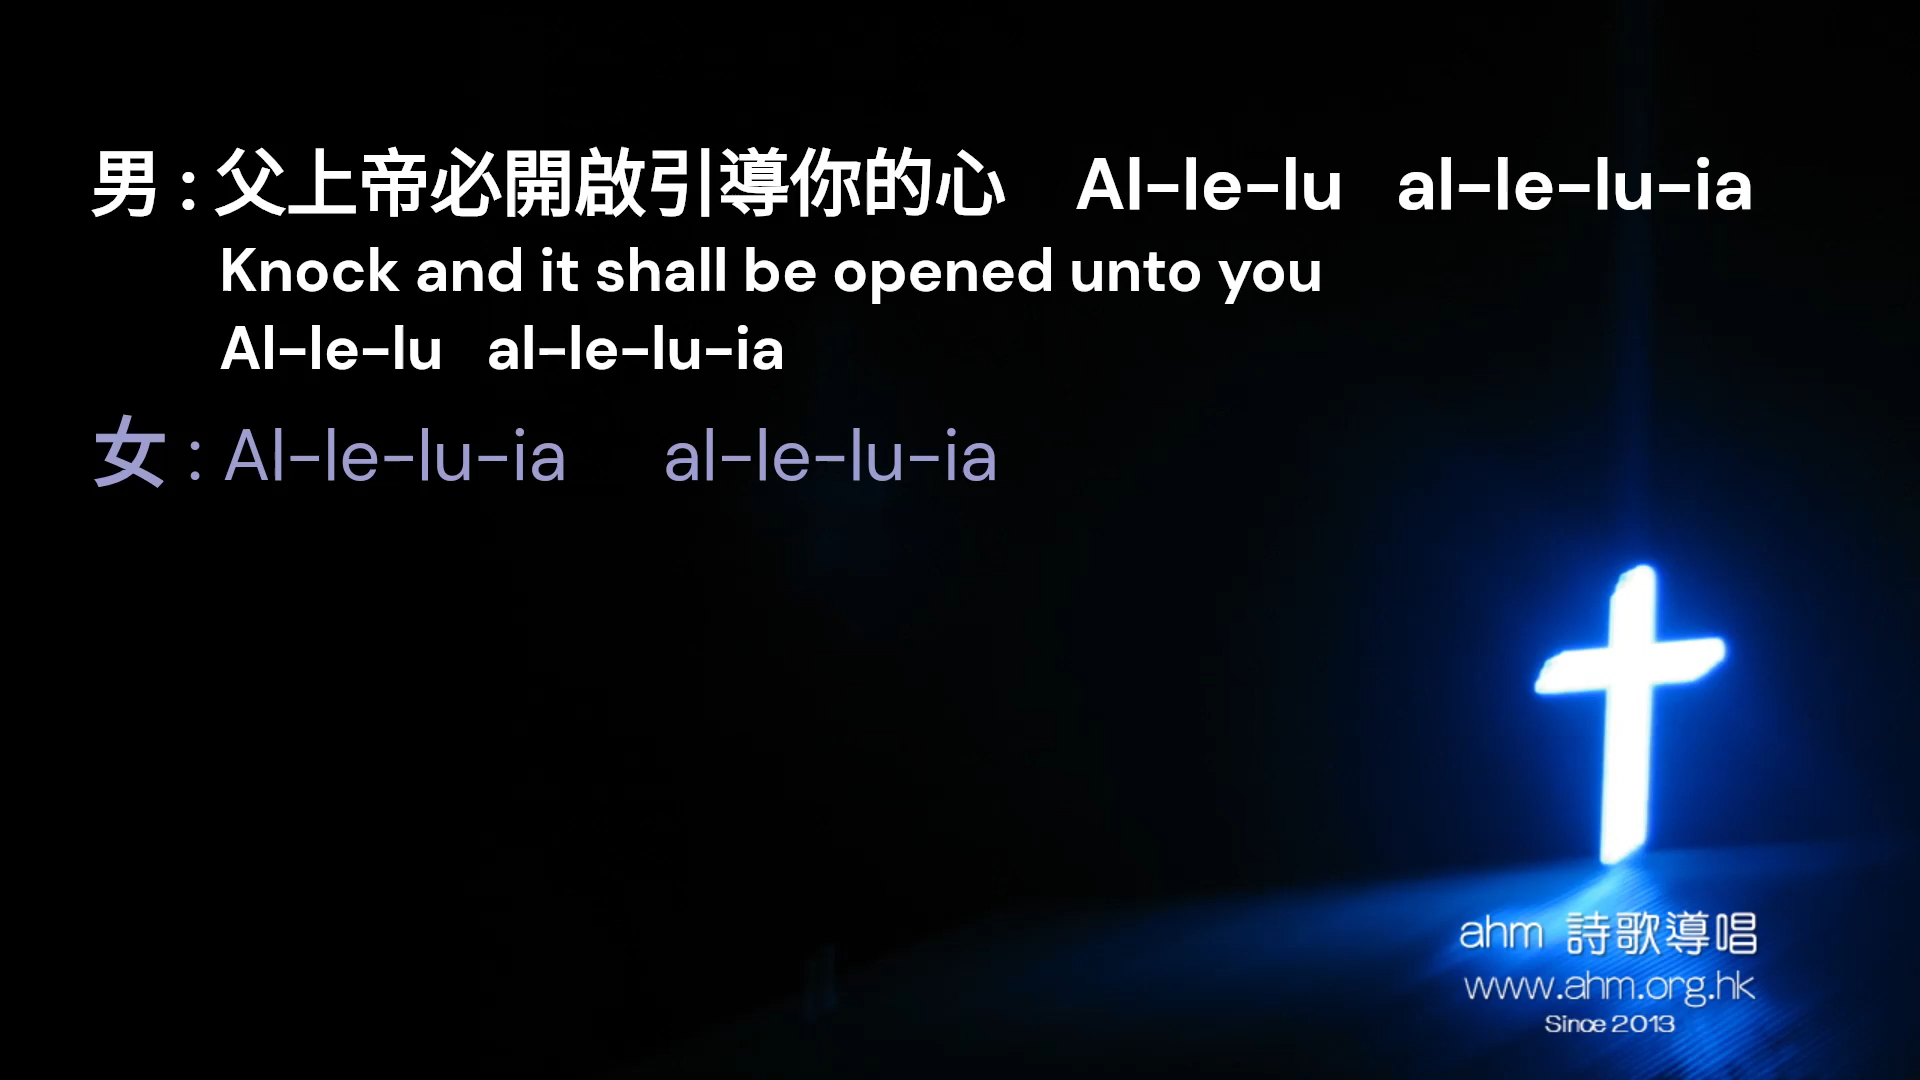 男 : 父上帝必開啟引導你的心 Al-le-lu al-le-lu-ia
Knock and it shall be opened unto you
Al-le-lu al-le-lu-ia
女 : Al-le-lu-ia al-le-lu-ia
ahm 詩歌導唱
www.ahm.org.hk
Since 2013